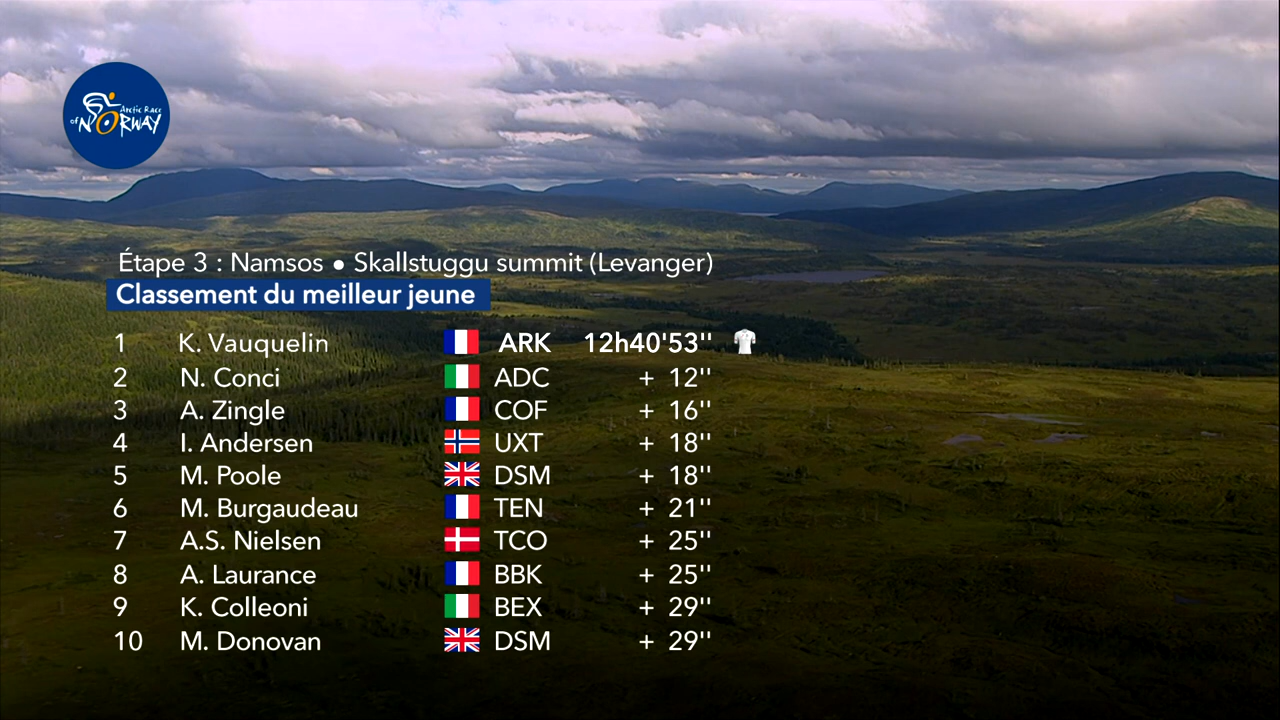 Arctic Race
of NORWAY
Étape 3 : Namsos • Skallstuggu summit (Levanger)
Classement du meilleur jeune
1 K. Vauquelin ARK 12h40'53''
2 N. Conci ADC + 12''
3 A. Zingle COF + 16''
4 I. Andersen UXT + 18''
5 M. Poole DSM + 18''
6 M. Burgaudeau TEN + 21''
7 A.S. Nielsen TCO + 25''
8 A. Laurance BBK + 25''
9 K. Colleoni BEX + 29''
10 M. Donovan DSM + 29''